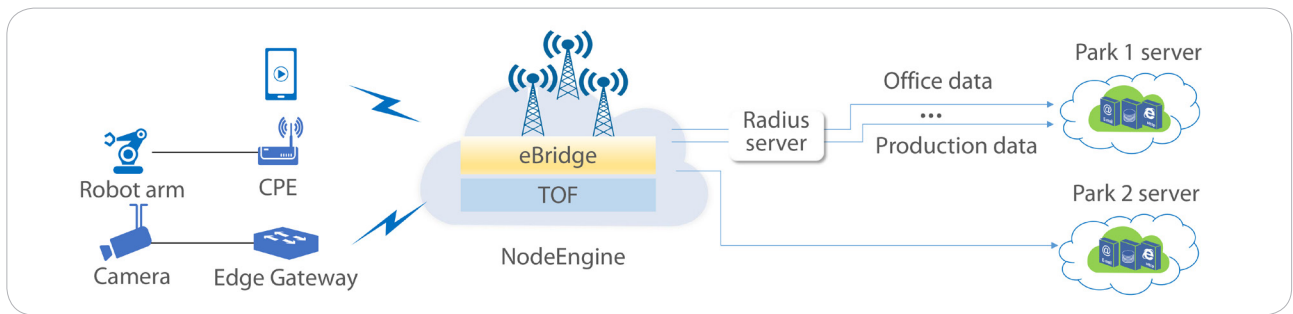 Robot arm
CPE
Camera
Edge Gateway
eBridge
TOF
NodeEngine
Radius
server
Office data
...
Production data
Park 1 server
Park 2 server